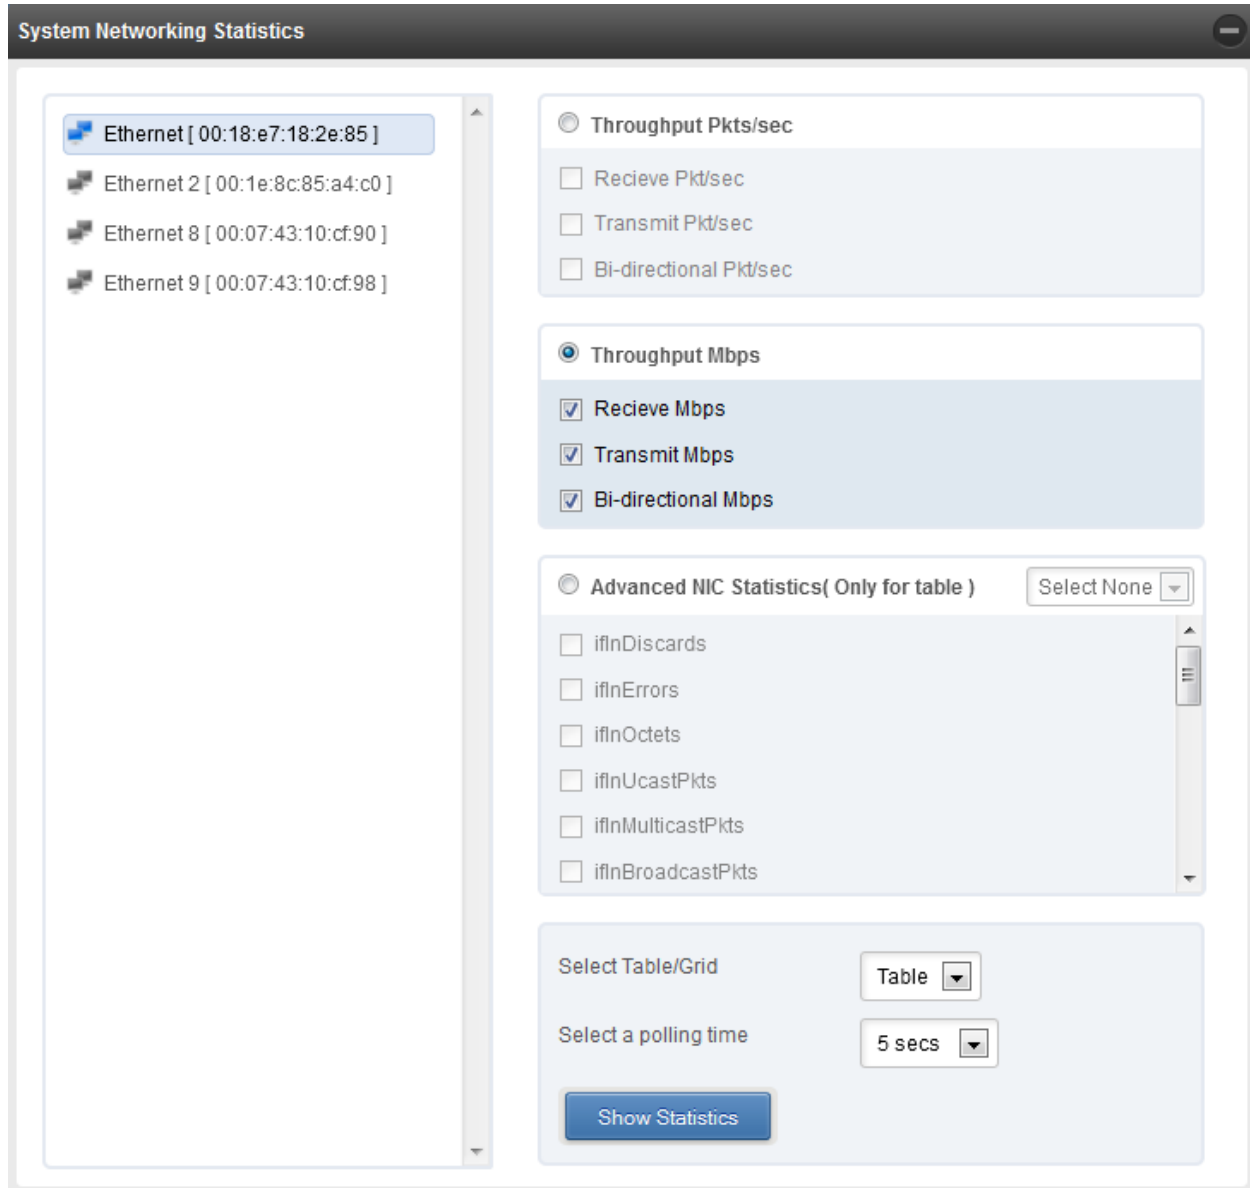 System Networking Statistics
Ethernet [ 00:18:e7:18:2e:85 ]
Ethernet 2 [ 00:1e:8c:85:a4:c0 ]
Ethernet 8 [ 00:07:43:10:cf:90 ]
Ethernet 9 [ 00:07:43:10:cf:98 ]
Throughput Pkts/sec
Recieve Pkt/sec
Transmit Pkt/sec
Bi-directional Pkt/sec
Throughput Mbps
Recieve Mbps
Transmit Mbps
Bi-directional Mbps
Advanced NIC Statistics( Only for table ) Select None
ifInDiscards
ifInErrors
ifInOctets
ifInUcastPkts
ifInMulticastPkts
ifInBroadcastPkts
Select Table/Grid Table
Select a polling time 5 secs
Show Statistics